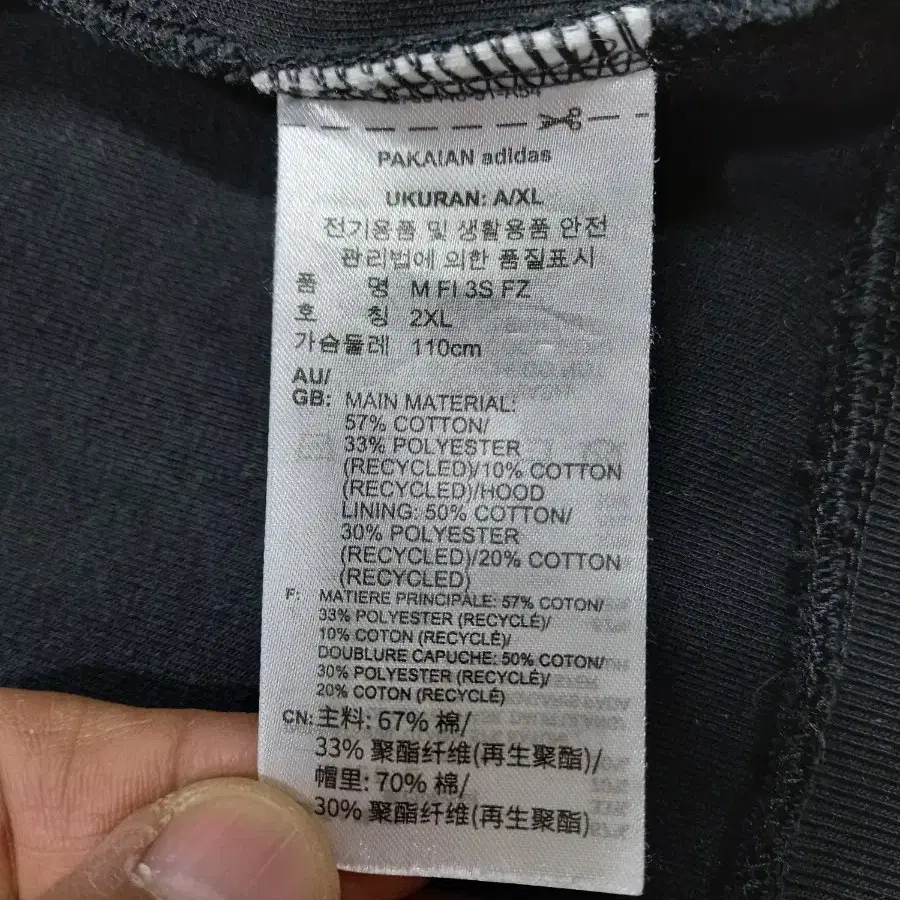 PAKAIAN adidas
UKURAN: A/XL
전기용품 및 생활용품 안전
관리법에 의한 품질표시
품 명 M FI 3S FZ
호 칭 2XL
가슴둘레 110cm
AU/
GB: MAIN MATERIAL:
57% COTTON/
33% POLYESTER
(RECYCLED)/10% COTTON
(RECYCLED)/HOOD
LINING: 50% COTTON/
30% POLYESTER
(RECYCLED)/20% COTTON
(RECYCLED)
F: MATIERE PRINCIPALE: 57% COTON/
33% POLYESTER (RECYCLÉ)/
10% COTON (RECYCLÉ)/
DOUBLURE CAPUCHE: 50% COTON/
30% POLYESTER (RECYCLÉ)/
20% COTON (RECYCLÉ)
CN: 主料: 67% 棉/
33% 聚酯纤维(再生聚酯)/
帽里: 70% 棉/
30% 聚酯纤维(再生聚酯)